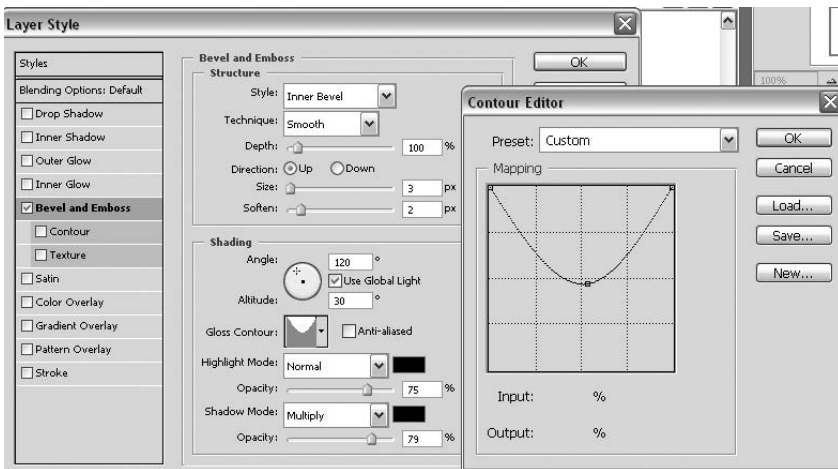 Layer Style
Styles
Blending Options: Default
Drop Shadow
Inner Shadow
Outer Glow
Inner Glow
Bevel and Emboss
Contour
Texture
Satin
Color Overlay
Gradient Overlay
Pattern Overlay
Stroke
Bevel and Emboss
Structure
Style: Inner Bevel
Technique: Smooth
Depth: 100 %
Direction: Up Down
Size: 3 px
Soften: 2 px
Shading
Angle: 120 °
Use Global Light
Altitude: 30 °
Gloss Contour: Anti-aliased
Highlight Mode: Normal
Opacity: 75 %
Shadow Mode: Multiply
Opacity: 79 %
OK
100%
Contour Editor
Preset: Custom
Mapping
Input: %
Output: %
OK
Cancel
Load...
Save...
New...